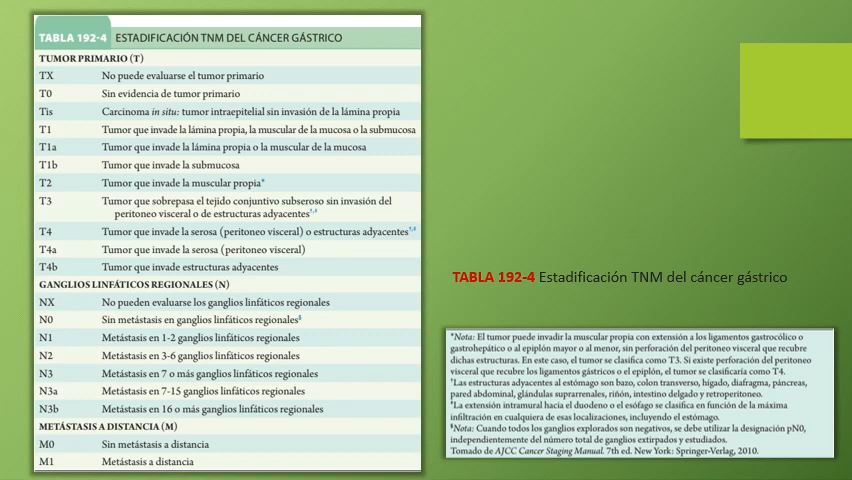 TABLA 192-4 ESTADIFICACIÓN TNM DEL CÁNCER GÁSTRICO
TUMOR PRIMARIO (T)
TX No puede evaluarse el tumor primario
T0 Sin evidencia de tumor primario
Tis Carcinoma in situ: tumor intraepitelial sin invasión de la lámina propia
T1 Tumor que invade la lámina propia, la muscular de la mucosa o la submucosa
T1a Tumor que invade la lámina propia o la muscular de la mucosa
T1b Tumor que invade la submucosa
T2 Tumor que invade la muscular propia*
T3 Tumor que sobrepasa el tejido conjuntivo subseroso sin invasión del
peritoneo visceral o de estructuras adyacentes†,‡
T4 Tumor que invade la serosa (peritoneo visceral) o estructuras adyacentes†,‡
T4a Tumor que invade la serosa (peritoneo visceral)
T4b Tumor que invade estructuras adyacentes
GANGLIOS LINFÁTICOS REGIONALES (N)
NX No pueden evaluarse los ganglios linfáticos regionales
N0 Sin metástasis en ganglios linfáticos regionales§
N1 Metástasis en 1-2 ganglios linfáticos regionales
N2 Metástasis en 3-6 ganglios linfáticos regionales
N3 Metástasis en 7 o más ganglios linfáticos regionales
N3a Metástasis en 7-15 ganglios linfáticos regionales
N3b Metástasis en 16 o más ganglios linfáticos regionales
METÁSTASIS A DISTANCIA (M)
M0 Sin metástasis a distancia
M1 Metástasis a distancia
TABLA 192-4 Estadificación TNM del cáncer gástrico
*Nota: El tumor puede invadir la muscular propia con extensión a los ligamentos gastrocólico o
gastrohepático o al epiplón mayor o al menor, sin perforación del peritoneo visceral que recubre
dichas estructuras. En este caso, el tumor se clasifica como T3. Si existe perforación del peritoneo
visceral que recubre los ligamentos gástricos o el epiplón, el tumor se clasificaría como T4.
†Las estructuras adyacentes al estómago son bazo, colon transverso, hígado, diafragma, páncreas,
pared abdominal, glándulas suprarrenales, riñón, intestino delgado y retroperitoneo.
‡La extensión intramural hacia el duodeno o el esófago se clasifica en función de la máxima
infiltración en cualquiera de esas localizaciones, incluyendo el estómago.
§Nota: Cuando todos los ganglios explorados son negativos, se debe utilizar la designación pN0,
independientemente del número total de ganglios extirpados y estudiados.
Tomado de AJCC Cancer Staging Manual. 7th ed. New York: Springer-Verlag, 2010.